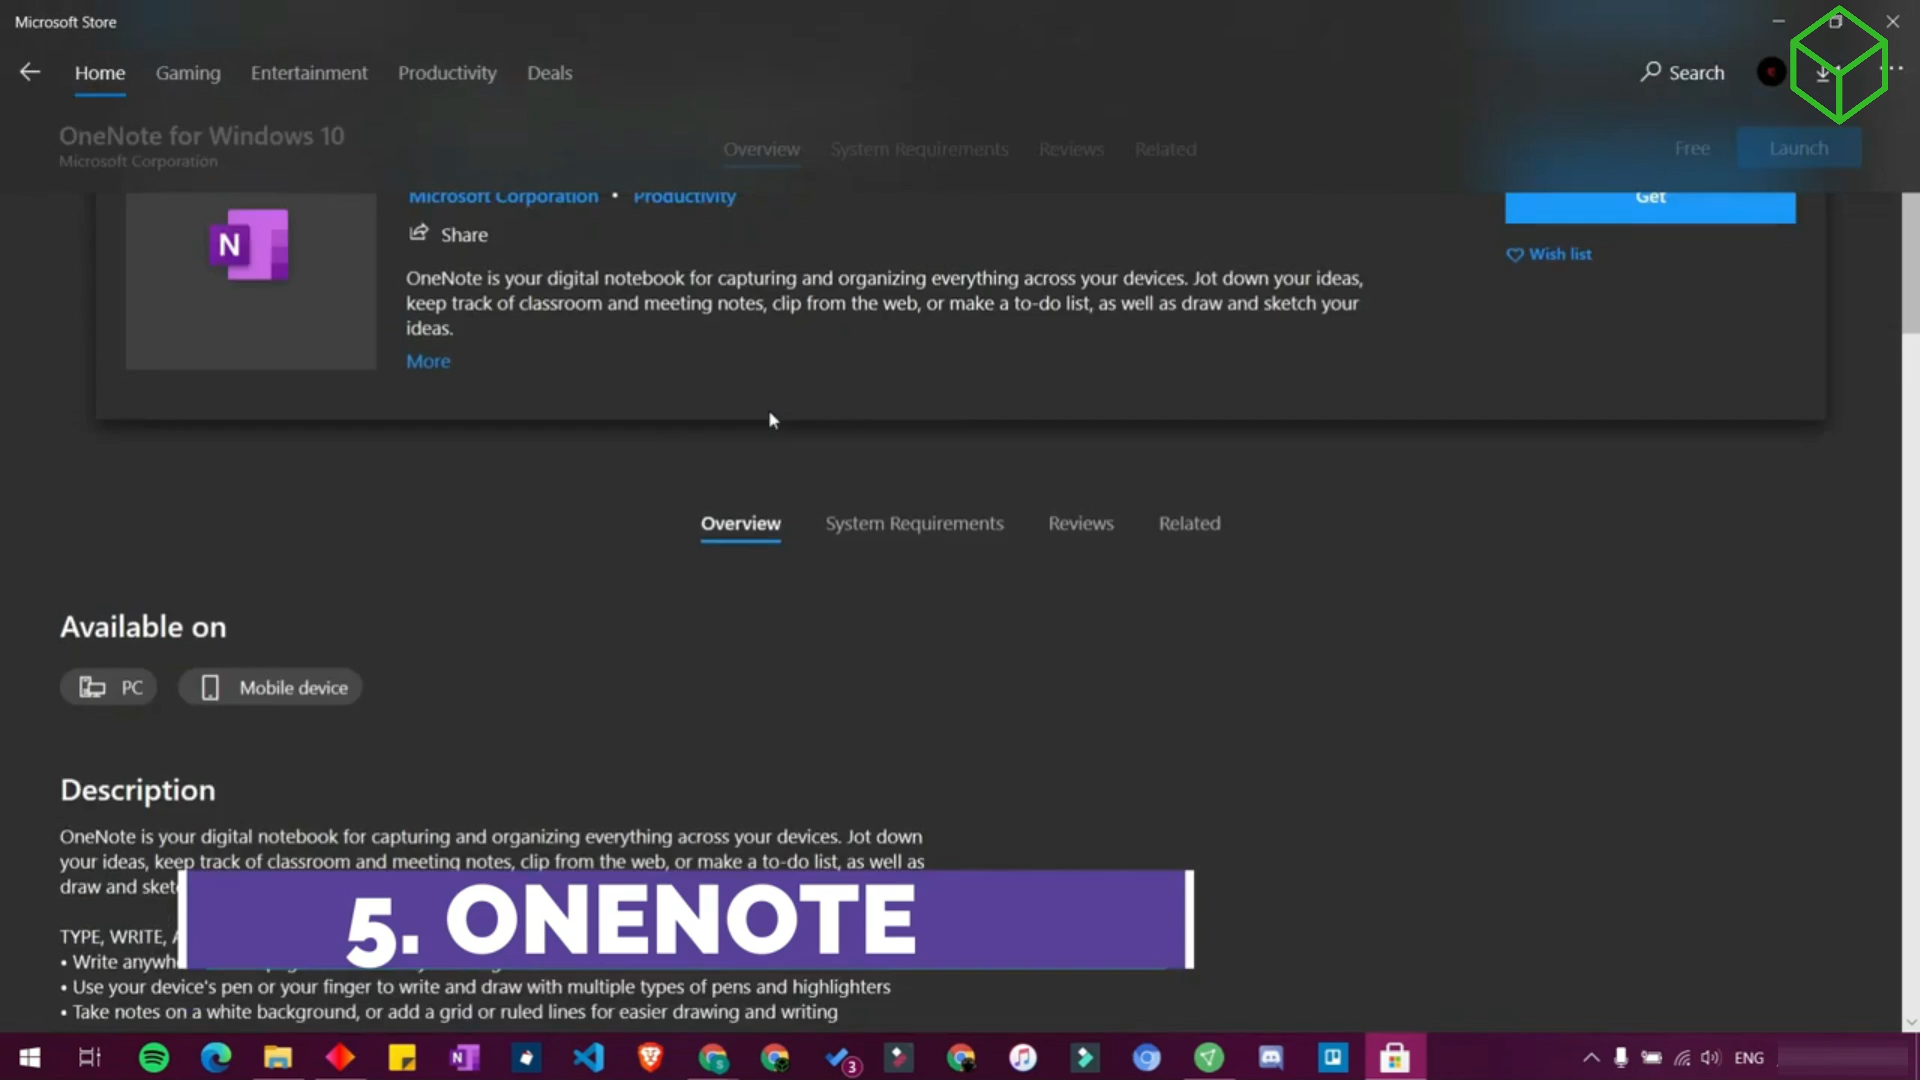 Microsoft Store
Home Gaming Entertainment Productivity Deals Search
OneNote for Windows 10
Microsoft Corporation
Overview System Requirements Reviews Related Free Launch
Microsoft Corporation • Productivity Get
N
Share
Wish list
OneNote is your digital notebook for capturing and organizing everything across your devices. Jot down your ideas,
keep track of classroom and meeting notes, clip from the web, or make a to-do list, as well as draw and sketch your
ideas.
More
Overview System Requirements Reviews Related
Available on
PC Mobile device
Description
OneNote is your digital notebook for capturing and organizing everything across your devices. Jot down
your ideas, keep track of classroom and meeting notes, clip from the web, or make a to-do list, as well as
draw and
5. ONENOTE
TYPE, WRITE,
• Write
• Use your device's pen or your finger to write and draw with multiple types of pens and highlighters
• Take notes on a white background, or add a grid or ruled lines for easier drawing and writing
N S 3 ENG